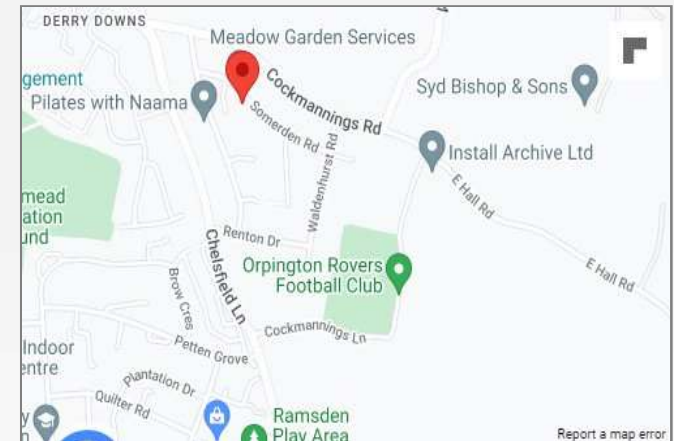 DERRY DOWNS
Meadow Garden Services
gement
Pilates with Naama
Cockmannings Rd
Syd Bishop & Sons
Somerden Rd
Install Archive Ltd
Waldenhurst Rd
mead
ation
und
E Hall Rd
Renton Dr
Chelsfield Ln
Orpington Rovers
Football Club
E Hall Rd
Brow Cres
Cockmannings Ln
Indoor
entre
Petten Grove
Plantation Dr
Quilter Rd
Ramsden
Play Area
Report a map error